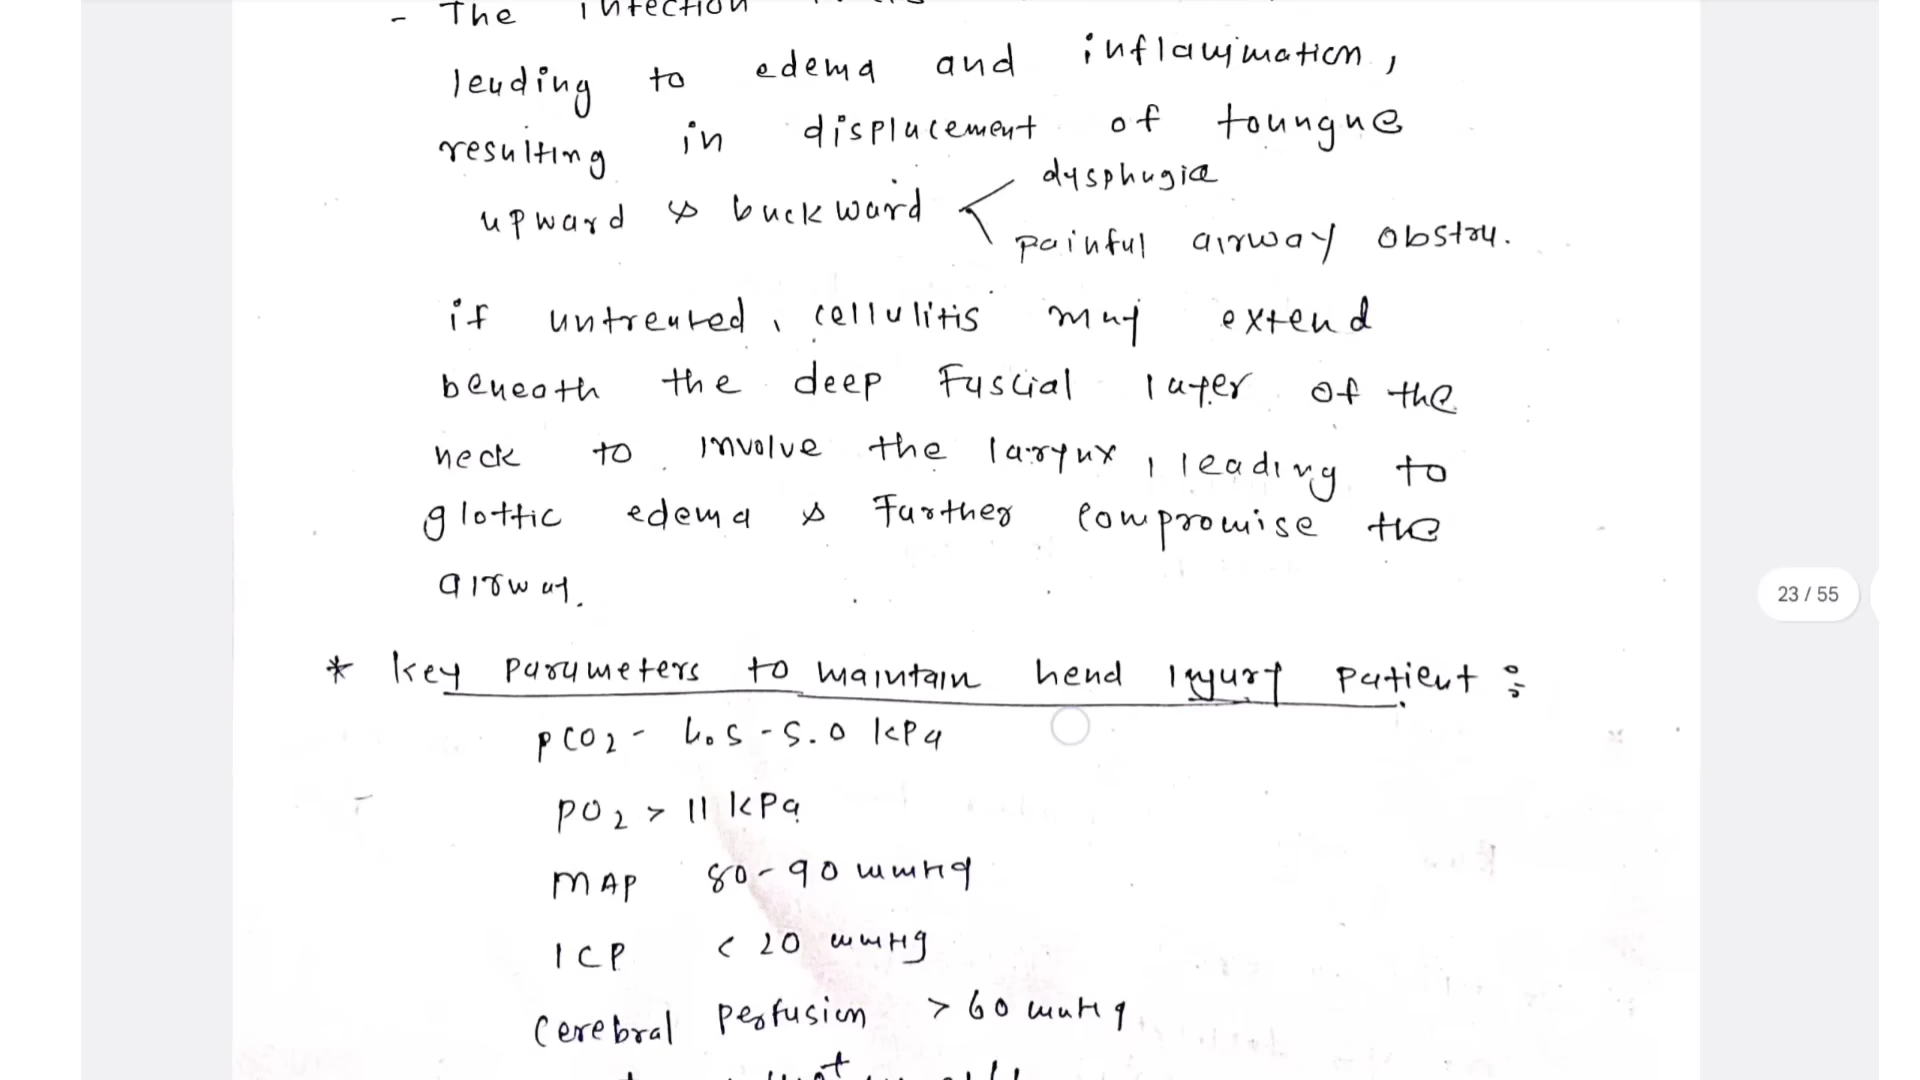 - The infection
leading to edema and inflammation,
resulting in displacement of toungue
upward & backward < dysphagia
painful airway obstru.
if untreated, cellulitis may extend
beneath the deep Fascial layer of the
neck to involve the larynx, leading to
glottic edema & Further compromise the
airway.
* Key Parameters to maintain head Injury Patient :
PCO2 - 4.5 - 5.0 kPa
PO2 > 11 kPa
MAP 80-90 mmHg
ICP < 20 mmHg
Cerebral Perfusion > 60 mmHg
23 / 55